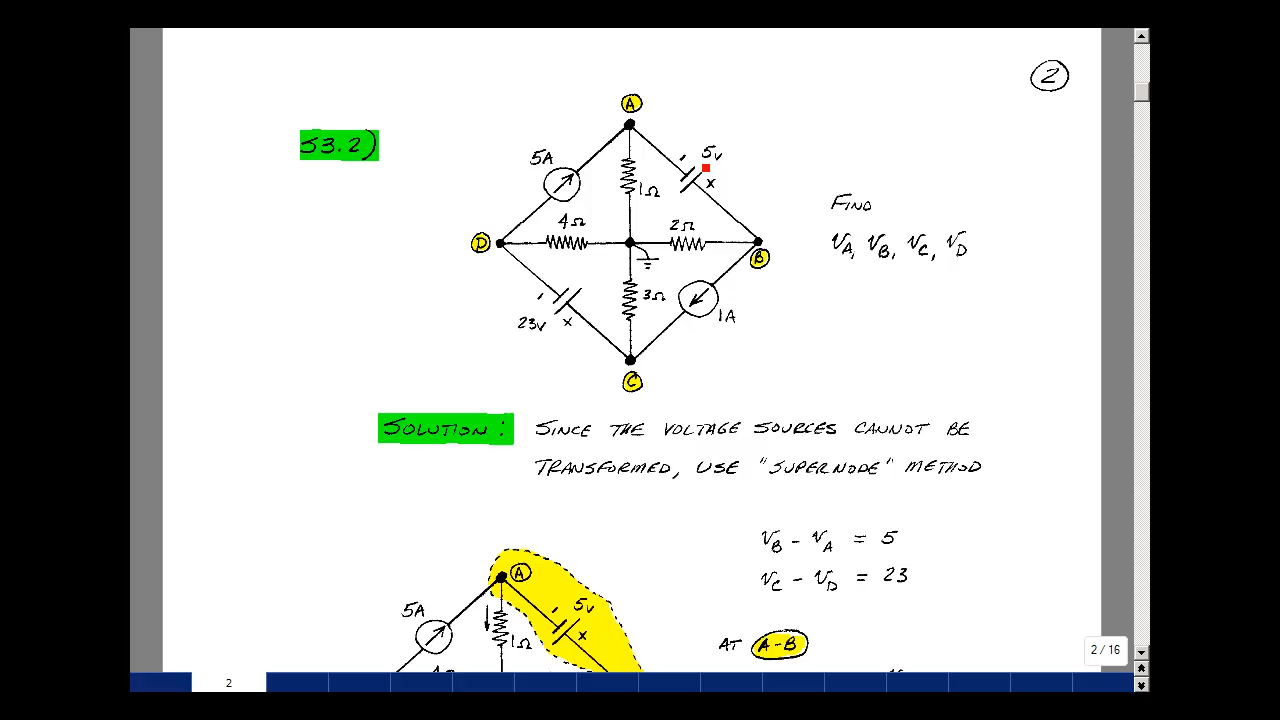 2
A
S3.2)
5A
5v
1Ω
x
FIND
4Ω
2Ω
D
B
VA, VB, VC, VD
3Ω
1A
23v
x
C
SOLUTION: SINCE THE VOLTAGE SOURCES CANNOT BE
TRANSFORMED, USE "SUPERNODE" METHOD
VB - VA = 5
VC - VD = 23
A
5A
5v
1Ω
x
AT A-B
2 / 16
2